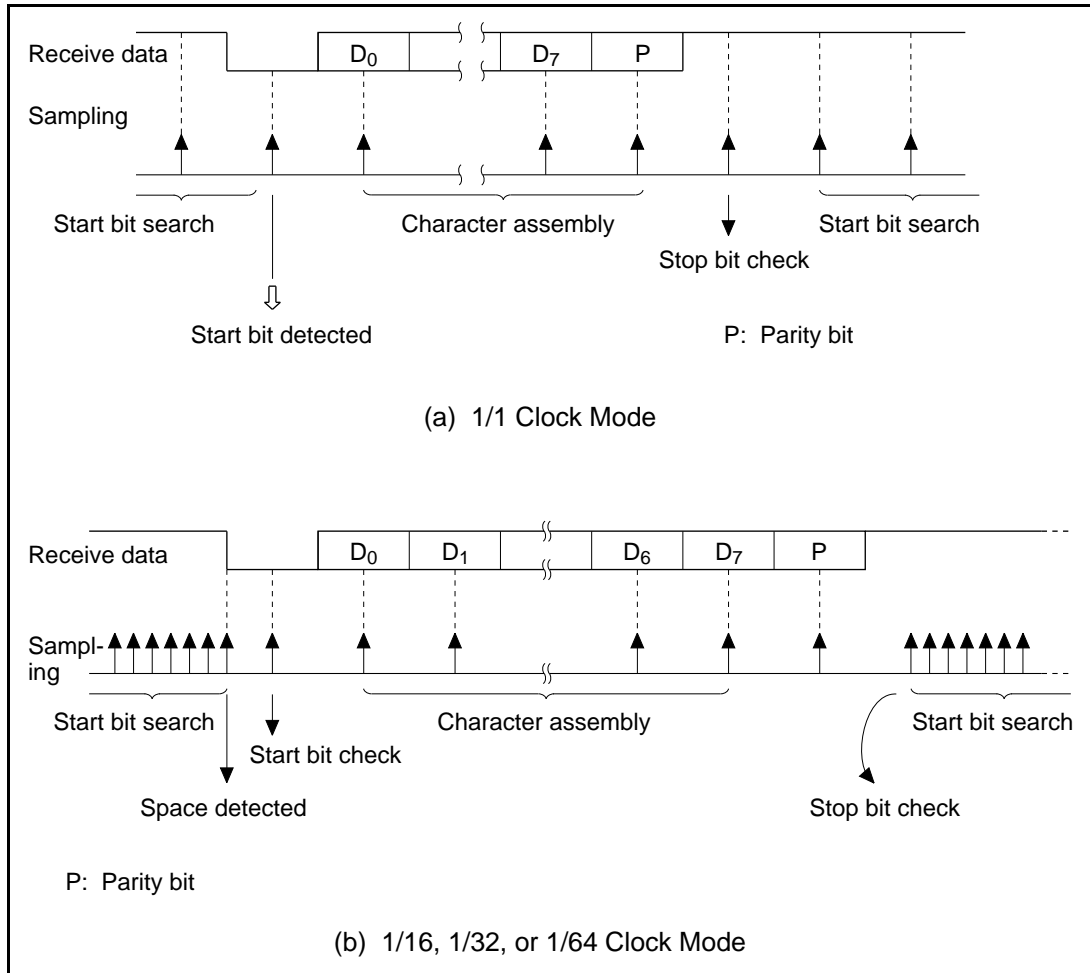 Receive data D0 D7 P
Sampling
Start bit search Character assembly Start bit search
Stop bit check
Start bit detected P: Parity bit
(a) 1/1 Clock Mode
Receive data D0 D1 D6 D7 P
Sampl-
ing
Start bit search Character assembly Start bit search
Start bit check
Space detected Stop bit check
P: Parity bit
(b) 1/16, 1/32, or 1/64 Clock Mode